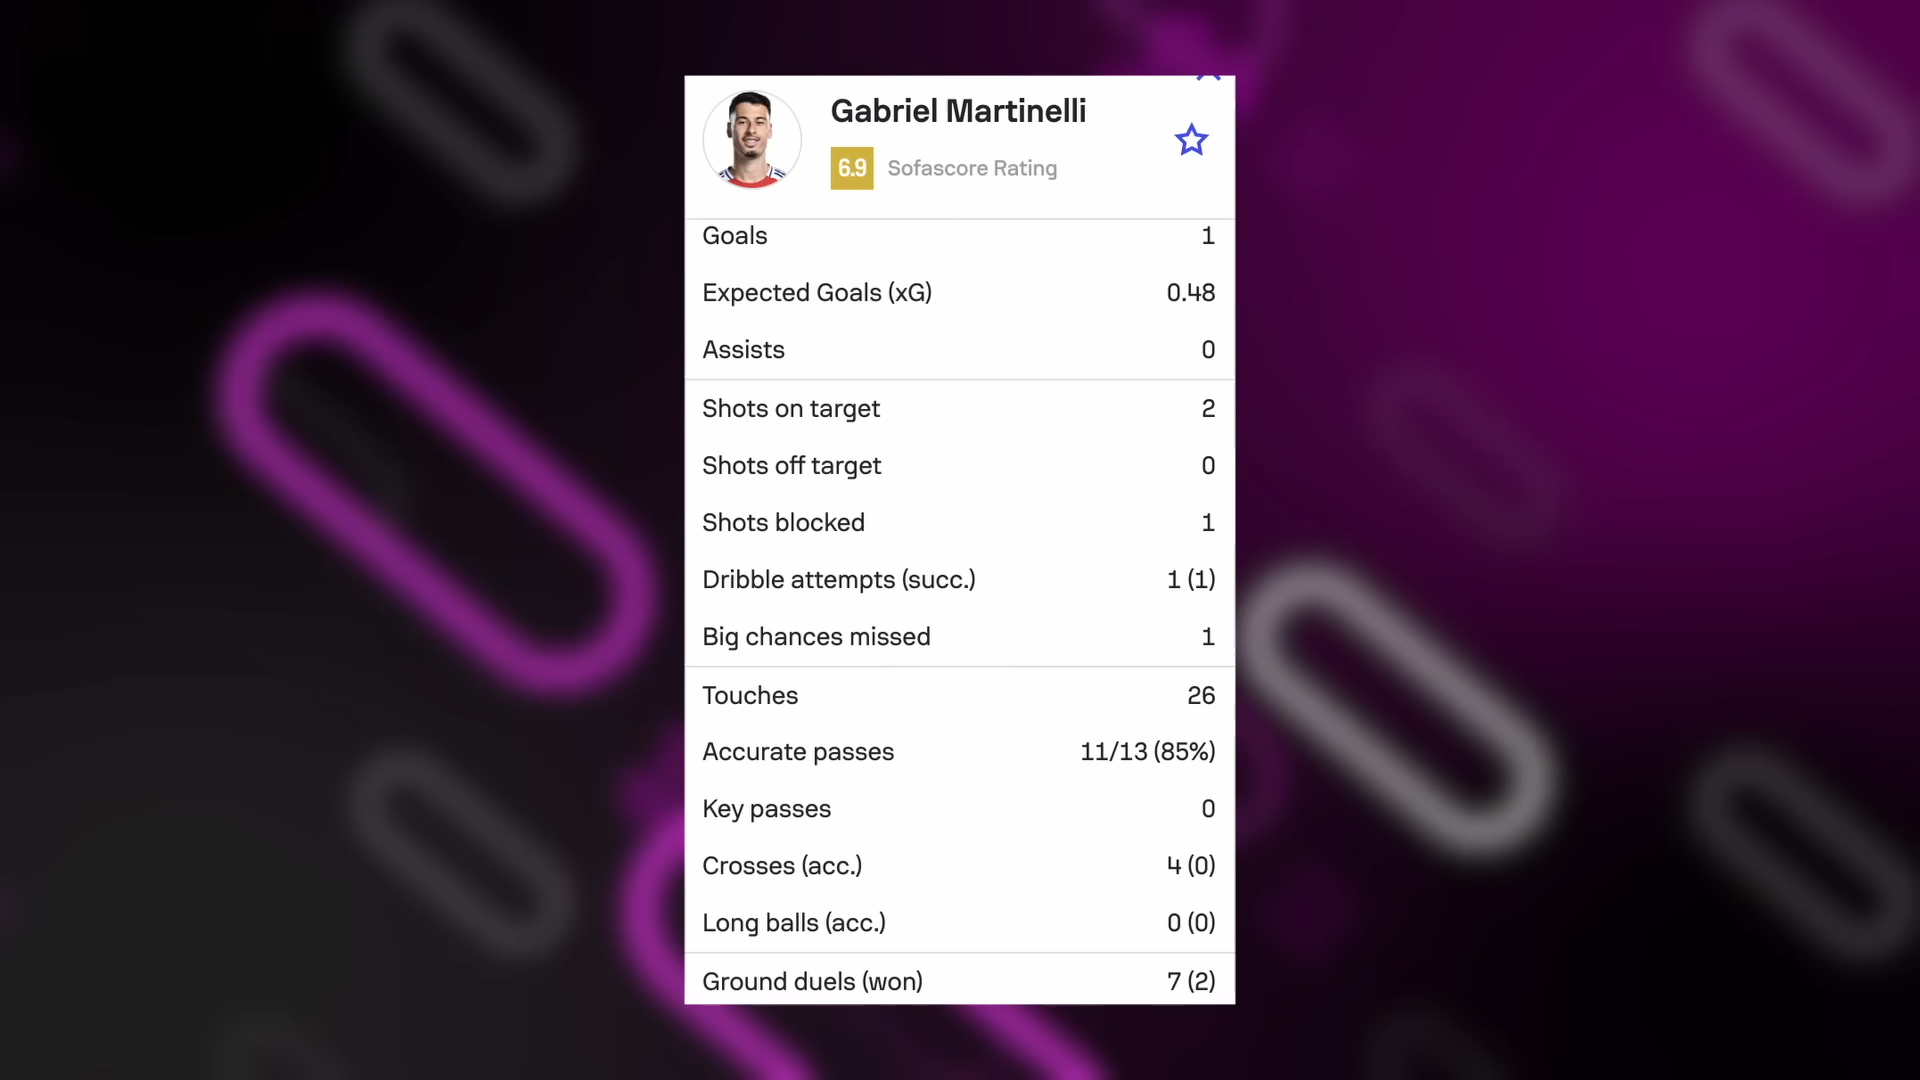 Gabriel Martinelli
6.9 Sofascore Rating
Goals 1
Expected Goals (xG) 0.48
Assists 0
Shots on target 2
Shots off target 0
Shots blocked 1
Dribble attempts (succ.) 1 (1)
Big chances missed 1
Touches 26
Accurate passes 11/13 (85%)
Key passes 0
Crosses (acc.) 4 (0)
Long balls (acc.) 0 (0)
Ground duels (won) 7 (2)